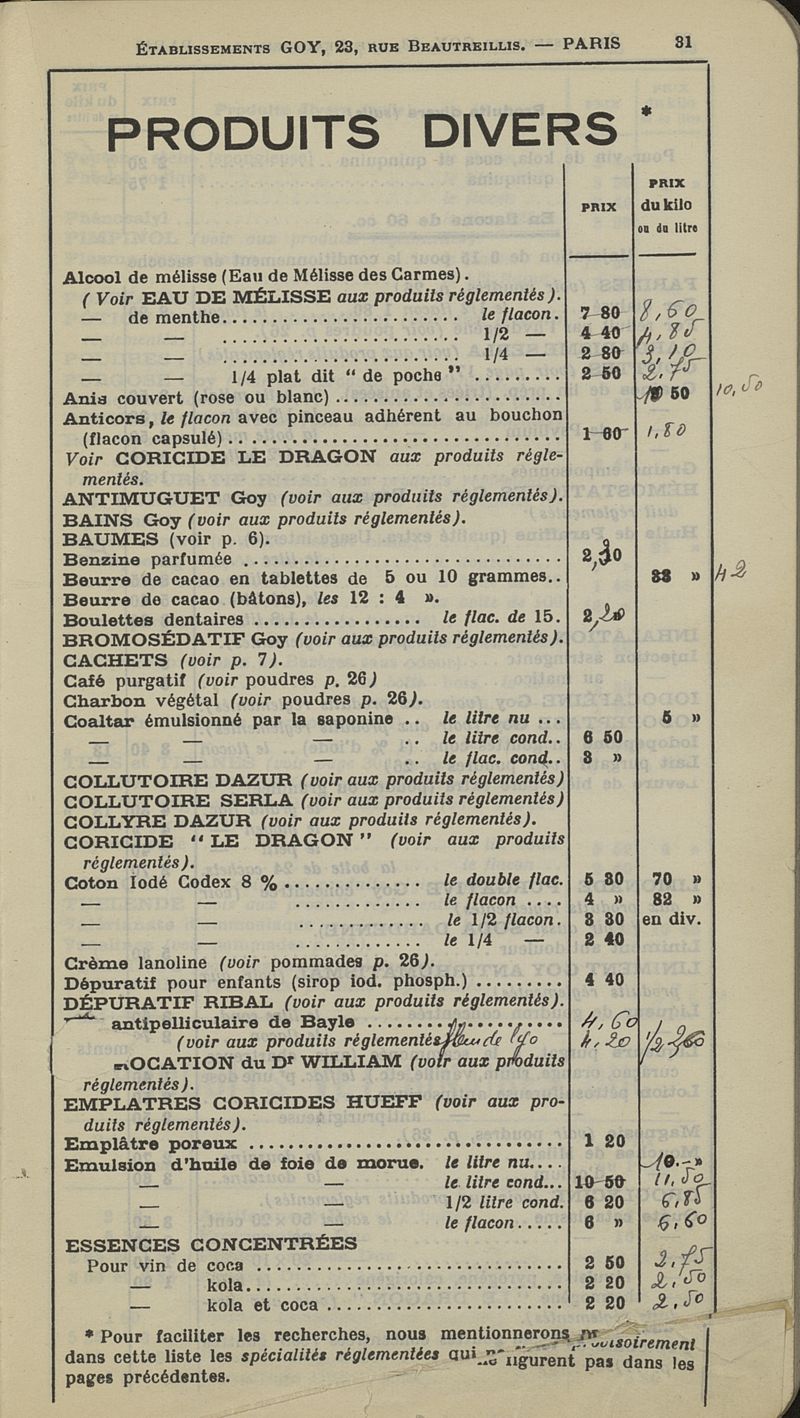 ÉTABLISSEMENTS GOY, 23, RUE BEAUTREILLIS. — PARIS 31
PRODUITS DIVERS *
PRIX
PRIX du kilo ou du litre
Alcool de mélisse (Eau de Mélisse des Carmes).
(Voir EAU DE MÉLISSE aux produits réglementés).
— de menthe........................ le flacon. 7 80 8,60
— — ........................ 1/2 — 4 40 4,85
— — ........................ 1/4 — 2 80 3,10
— — 1/4 plat dit “ de poche ” ......... 2 50 2.75
Anis couvert (rose ou blanc) ....................... 50 10,50
Anticors, le flacon avec pinceau adhérent au bouchon
(flacon capsulé) .................................. 1 60 1,80
Voir CORICIDE LE DRAGON aux produits régle-
mentés.
ANTIMUGUET Goy (voir aux produits réglementés).
BAINS Goy (voir aux produits réglementés).
BAUMES (voir p. 6).
Benzine parfumée ................................ 2,30
Beurre de cacao en tablettes de 5 ou 10 grammes.. 38 » 42
Beurre de cacao (bâtons), les 12 : 4 ».
Boulettes dentaires ................. le flac. de 15. 2,20
BROMOSÉDATIF Goy (voir aux produits réglementés).
CACHETS (voir p. 7).
Café purgatif (voir poudres p. 26)
Charbon végétal (voir poudres p. 26).
Coaltar émulsionné par la saponine .. le litre nu ... 5 »
— — — .. le litre cond.. 6 50
— — — .. le flac. cond.. 3 »
COLLUTOIRE DAZUR (voir aux produits réglementés)
COLLUTOIRE SERLA (voir aux produits réglementés)
COLLYRE DAZUR (voir aux produits réglementés).
CORICIDE “ LE DRAGON ” (voir aux produits
réglementés).
Coton Iodé Codex 8 % .............. le double flac. 5 80 70 »
— — ............. le flacon .... 4 » 82 »
— — ............. le 1/2 flacon. 3 30 en div.
— — ............. le 1/4 — 2 40
Crème lanoline (voir pommades p. 26).
Dépuratif pour enfants (sirop iod. phosph.) ......... 4 40
DÉPURATIF RIBAL (voir aux produits réglementés).
antipelliculaire de Bayle .................... 4,60
(voir aux produits réglementés 4,20 1/2
OCATION du Dr WILLIAM (voir aux produits
réglementés).
EMPLATRES CORICIDES HUEFF (voir aux pro-
duits réglementés).
Emplâtre poreux ................................ 1 20
Emulsion d'huile de foie de morue. le litre nu.... 10.- »
— — le litre cond... 10 50 11,50
— — 1/2 litre cond. 6 20 6,85
— — le flacon..... 6 » 6,60
ESSENCES CONCENTRÉES
Pour vin de coca ............................... 2 50 2.75
— kola................................ 2 20 2,50
— kola et coca ........................ 2 20 2,50
* Pour faciliter les recherches, nous mentionnerons provisoirement
dans cette liste les spécialités réglementées qui ne figurent pas dans les
pages précédentes.